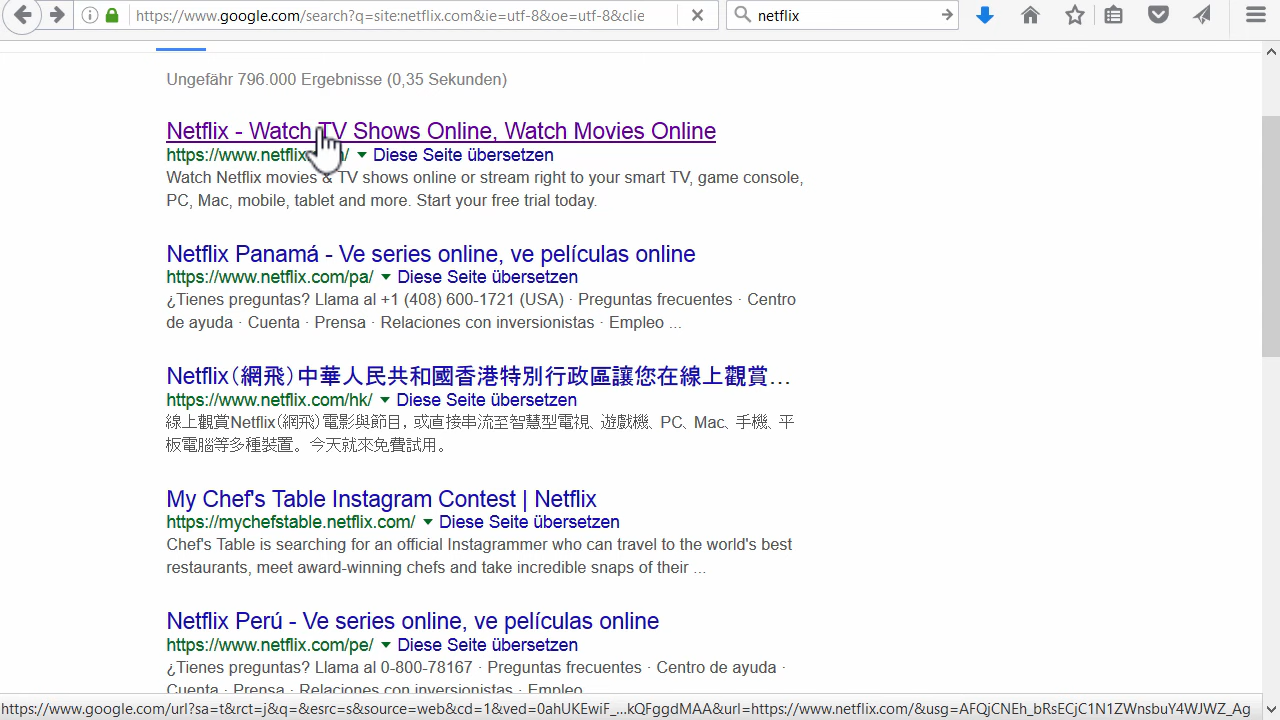 https://www.google.com/search?q=site:netflix.com&ie=utf-8&oe=utf-8&clie
netflix
Ungefähr 796.000 Ergebnisse (0,35 Sekunden)
Netflix - Watch TV Shows Online, Watch Movies Online
https://www.netflix. Diese Seite übersetzen
Watch Netflix movies & TV shows online or stream right to your smart TV, game console,
PC, Mac, mobile, tablet and more. Start your free trial today.
Netflix Panamá - Ve series online, ve películas online
https://www.netflix.com/pa/ Diese Seite übersetzen
¿Tienes preguntas? Llama al +1 (408) 600-1721 (USA) · Preguntas frecuentes · Centro
de ayuda · Cuenta · Prensa · Relaciones con inversionistas · Empleo ...
Netflix（網飛）中華人民共和國香港特別行政區讓您在線上觀賞...
https://www.netflix.com/hk/ Diese Seite übersetzen
線上觀賞Netflix（網飛）電影與節目，或直接串流至智慧型電視、遊戲機、PC、Mac、手機、平
板電腦等多種裝置。今天就來免費試用。
My Chef's Table Instagram Contest | Netflix
https://mychefstable.netflix.com/ Diese Seite übersetzen
Chef's Table is searching for an official Instagrammer who can travel to the world's best
restaurants, meet award-winning chefs and take incredible snaps of their ...
Netflix Perú - Ve series online, ve películas online
https://www.netflix.com/pe/ Diese Seite übersetzen
¿Tienes preguntas? Llama al 0-800-78167 · Preguntas frecuentes · Centro de ayuda ·
Cuenta · Prensa · Relaciones con inversionistas · Empleo
https://www.google.com/url?sa=t&rct=j&q=&esrc=s&source=web&cd=1&ved=0ahUKEwiF_...kQFggdMAA&url=https://www.netflix.com/&usg=AFQjCNEh_bRsECjC1N1ZWnsbuY4WJWZ_Ag